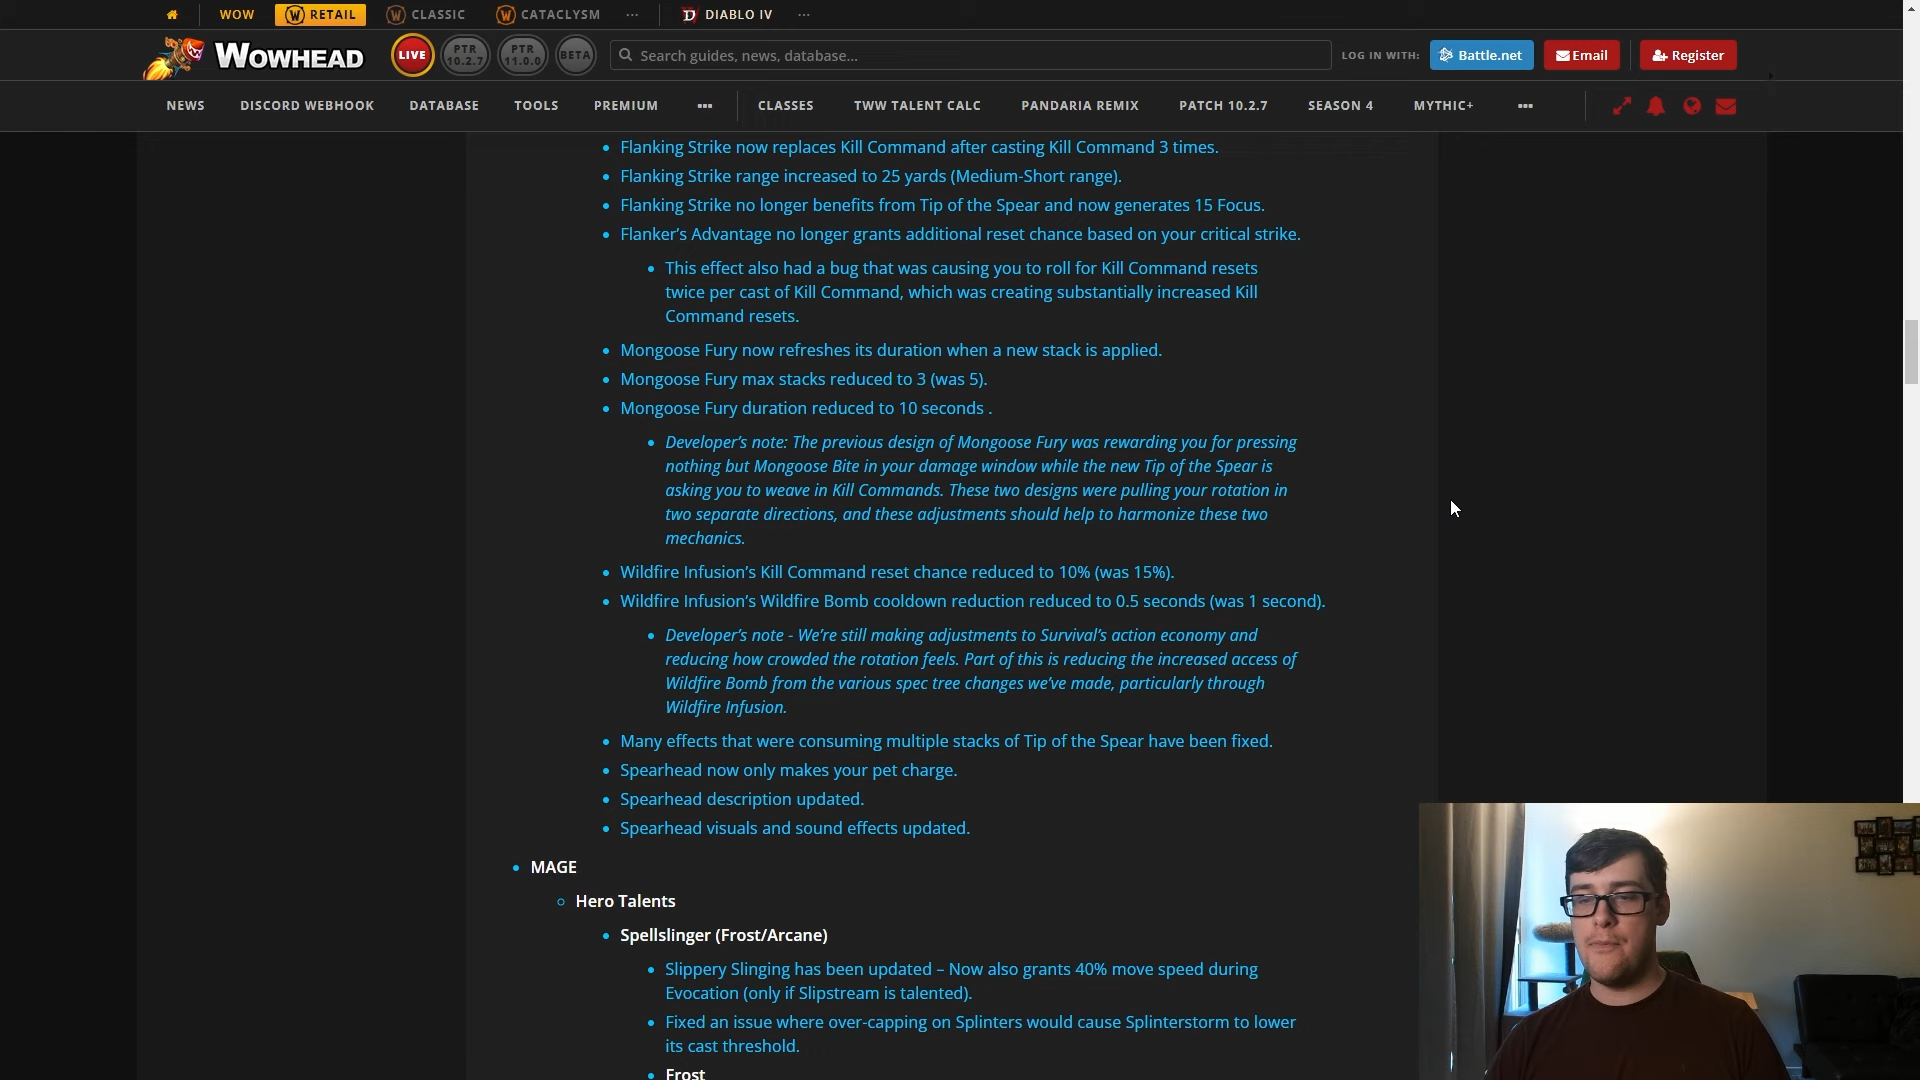 WOW
RETAIL
CLASSIC
CATACLYSM
DIABLO IV
WOWHEAD
LIVE
PTR
10.2.7
PTR
11.0.0
BETA
Search guides, news, database...
LOG IN WITH:
Battle.net
Email
Register
NEWS
DISCORD WEBHOOK
DATABASE
TOOLS
PREMIUM
CLASSES
TWW TALENT CALC
PANDARIA REMIX
PATCH 10.2.7
SEASON 4
MYTHIC+
Flanking Strike now replaces Kill Command after casting Kill Command 3 times.
Flanking Strike range increased to 25 yards (Medium-Short range).
Flanking Strike no longer benefits from Tip of the Spear and now generates 15 Focus.
Flanker's Advantage no longer grants additional reset chance based on your critical strike.
This effect also had a bug that was causing you to roll for Kill Command resets
twice per cast of Kill Command, which was creating substantially increased Kill
Command resets.
Mongoose Fury now refreshes its duration when a new stack is applied.
Mongoose Fury max stacks reduced to 3 (was 5).
Mongoose Fury duration reduced to 10 seconds .
Developer's note: The previous design of Mongoose Fury was rewarding you for pressing
nothing but Mongoose Bite in your damage window while the new Tip of the Spear is
asking you to weave in Kill Commands. These two designs were pulling your rotation in
two separate directions, and these adjustments should help to harmonize these two
mechanics.
Wildfire Infusion's Kill Command reset chance reduced to 10% (was 15%).
Wildfire Infusion's Wildfire Bomb cooldown reduction reduced to 0.5 seconds (was 1 second).
Developer's note - We're still making adjustments to Survival's action economy and
reducing how crowded the rotation feels. Part of this is reducing the increased access of
Wildfire Bomb from the various spec tree changes we've made, particularly through
Wildfire Infusion.
Many effects that were consuming multiple stacks of Tip of the Spear have been fixed.
Spearhead now only makes your pet charge.
Spearhead description updated.
Spearhead visuals and sound effects updated.
MAGE
Hero Talents
Spellslinger (Frost/Arcane)
Slippery Slinging has been updated – Now also grants 40% move speed during
Evocation (only if Slipstream is talented).
Fixed an issue where over-capping on Splinters would cause Splinterstorm to lower
its cast threshold.
Frost